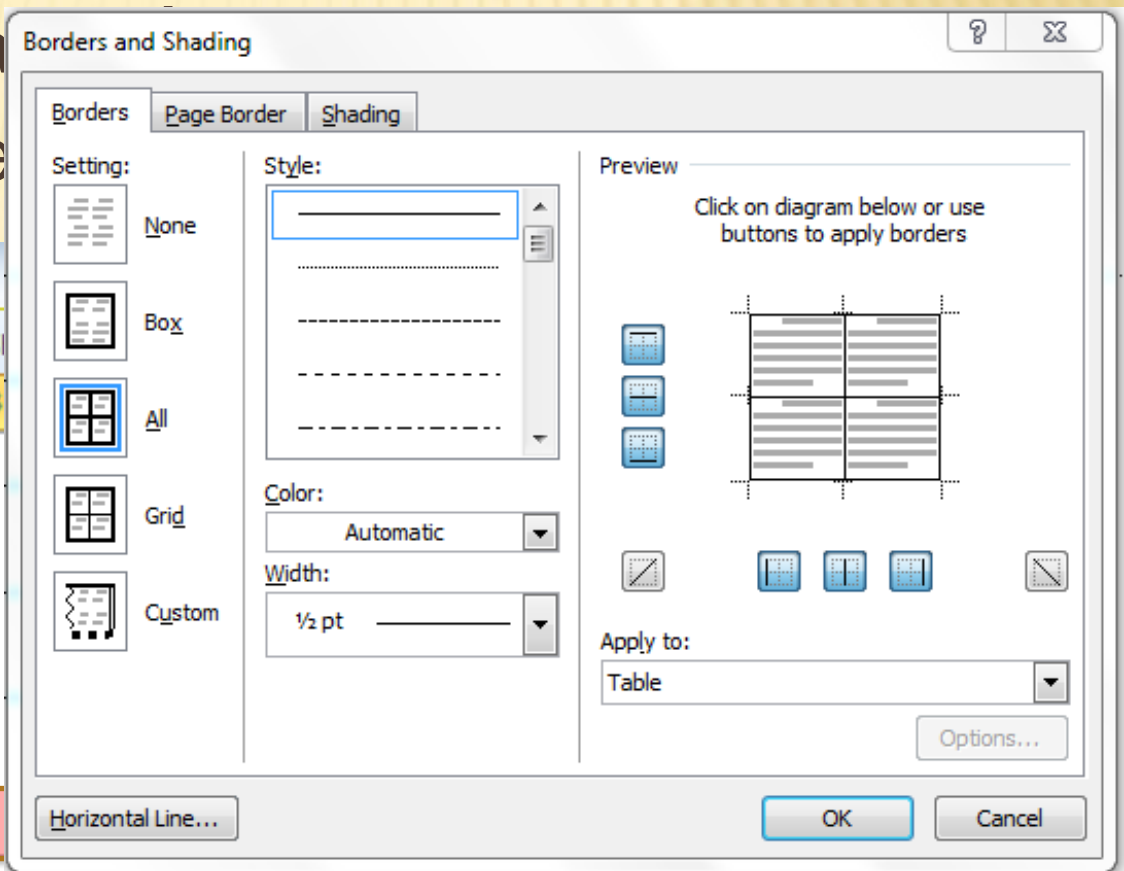 Borders and Shading
Borders Page Border Shading
Setting:
None
Box
All
Grid
Custom
Style:
Color:
Automatic
Width:
½ pt
Preview
Click on diagram below or use
buttons to apply borders
Apply to:
Table
Options...
Horizontal Line...
OK Cancel